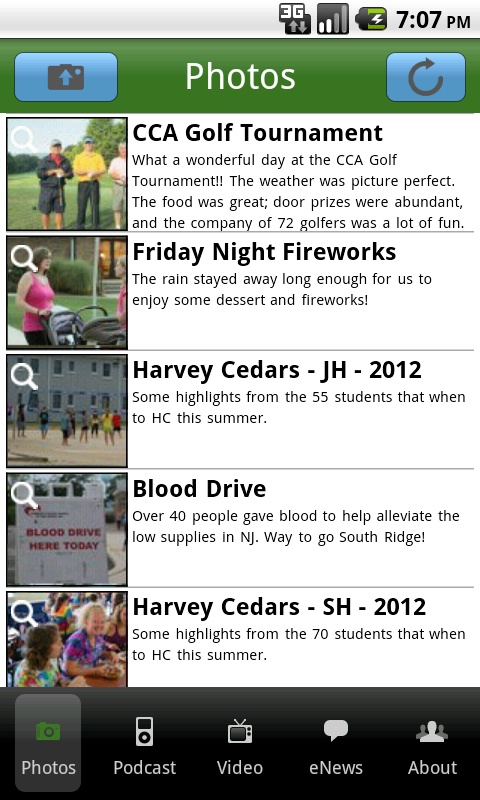 3G
7:07 PM
Photos
CCA Golf Tournament
What a wonderful day at the CCA Golf
Tournament!! The weather was picture perfect.
The food was great; door prizes were abundant,
and the company of 72 golfers was a lot of fun.
Friday Night Fireworks
The rain stayed away long enough for us to
enjoy some dessert and fireworks!
Harvey Cedars - JH - 2012
Some highlights from the 55 students that when
to HC this summer.
BLOOD DRIVE
HERE TODAY
Blood Drive
Over 40 people gave blood to help alleviate the
low supplies in NJ. Way to go South Ridge!
Harvey Cedars - SH - 2012
Some highlights from the 70 students that when
to HC this summer.
Photos
Podcast
Video
eNews
About